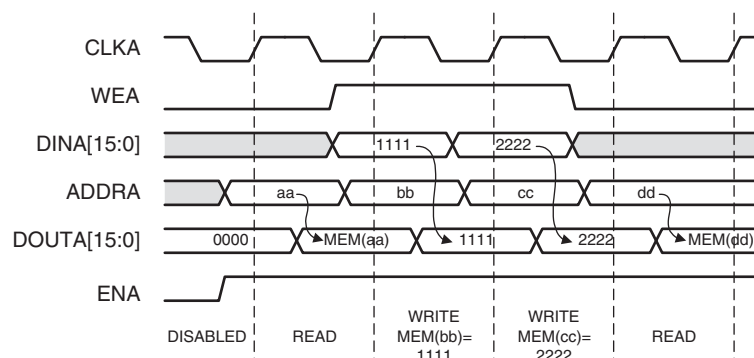 CLKA
WEA
DINA[15:0] 1111 2222
ADDRA aa bb cc dd
DOUTA[15:0] 0000 MEM(aa) 1111 2222 MEM(dd)
ENA
DISABLED READ WRITE MEM(bb)= 1111 WRITE MEM(cc)= 2222 READ